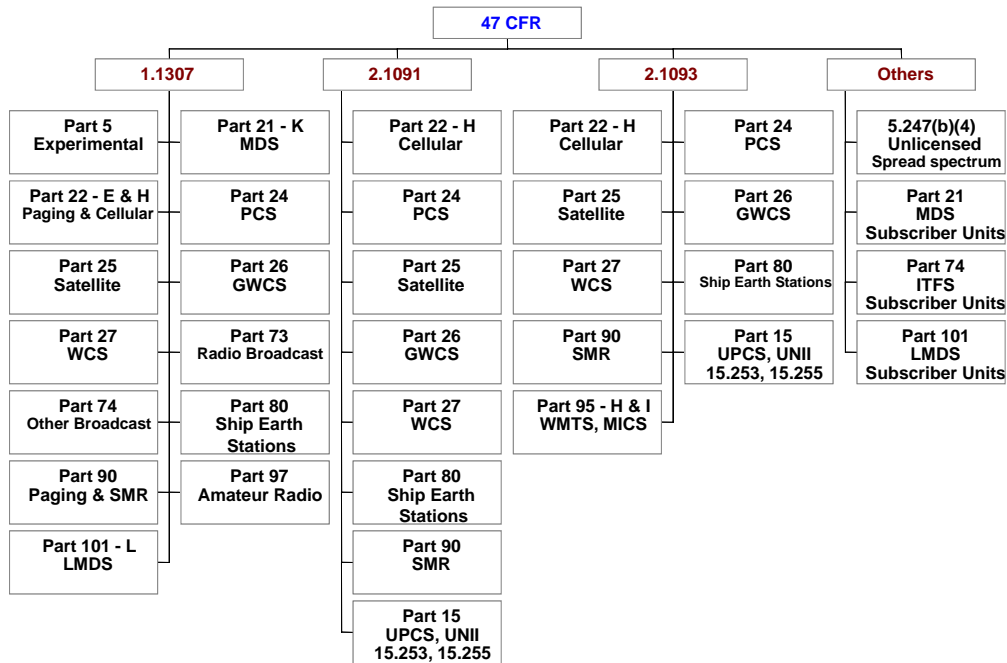 47 CFR
1.1307
2.1091
2.1093
Others
Part 5
Experimental
Part 21 - K
MDS
Part 22 - E & H
Paging & Cellular
Part 24
PCS
Part 25
Satellite
Part 26
GWCS
Part 27
WCS
Part 73
Radio Broadcast
Part 74
Other Broadcast
Part 80
Ship Earth
Stations
Part 90
Paging & SMR
Part 97
Amateur Radio
Part 101 - L
LMDS
Part 22 - H
Cellular
Part 24
PCS
Part 25
Satellite
Part 26
GWCS
Part 27
WCS
Part 80
Ship Earth
Stations
Part 90
SMR
Part 15
UPCS, UNII
15.253, 15.255
Part 22 - H
Cellular
Part 24
PCS
Part 25
Satellite
Part 26
GWCS
Part 27
WCS
Part 80
Ship Earth Stations
Part 90
SMR
Part 15
UPCS, UNII
15.253, 15.255
Part 95 - H & I
WMTS, MICS
5.247(b)(4)
Unlicensed
Spread spectrum
Part 21
MDS
Subscriber Units
Part 74
ITFS
Subscriber Units
Part 101
LMDS
Subscriber Units